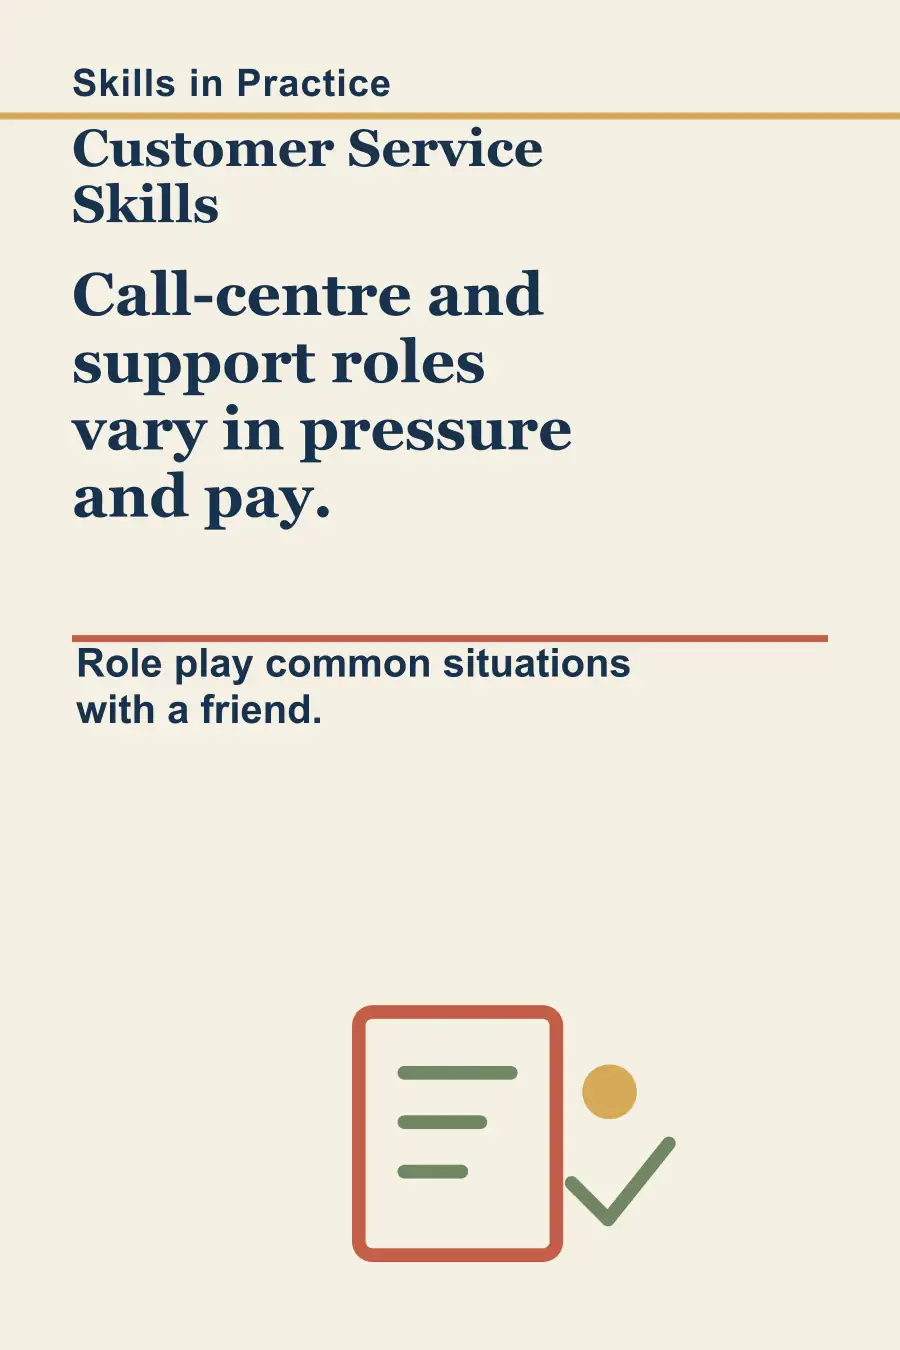 Skills in Practice
Customer Service
Skills
Call-centre and
support roles
vary in pressure
and pay.
Role play common situations
with a friend.